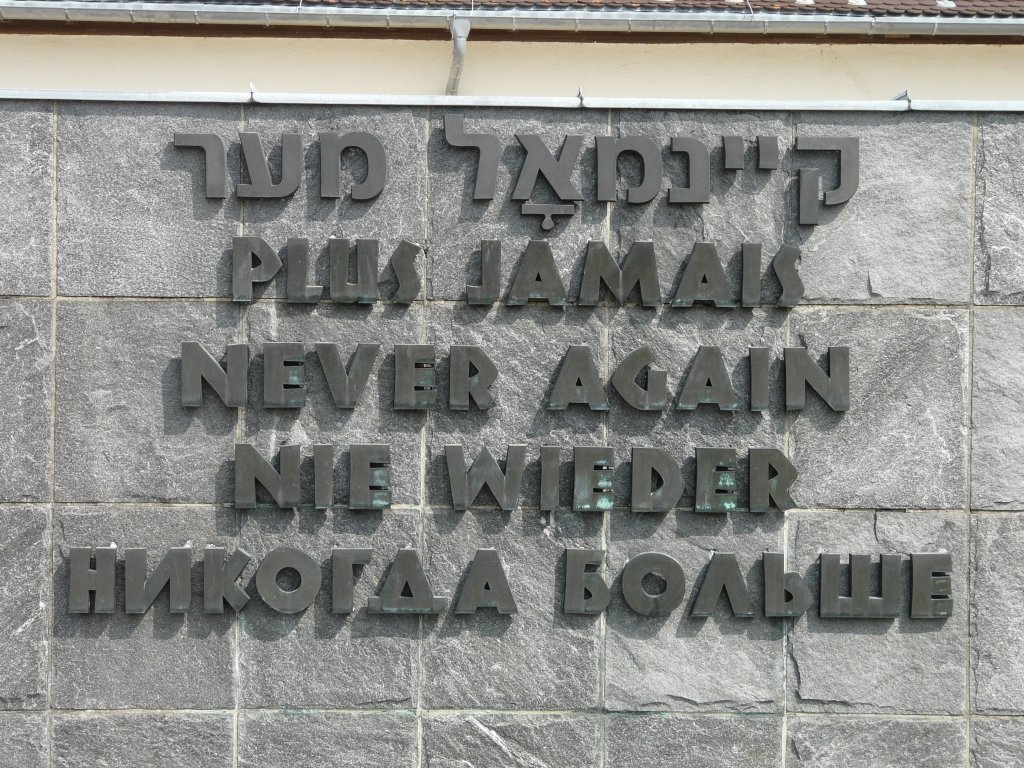 קיינמאָל מער
PLUS JAMAIS
NEVER AGAIN
NIE WIEDER
НИКОГДА БОЛЬШЕ